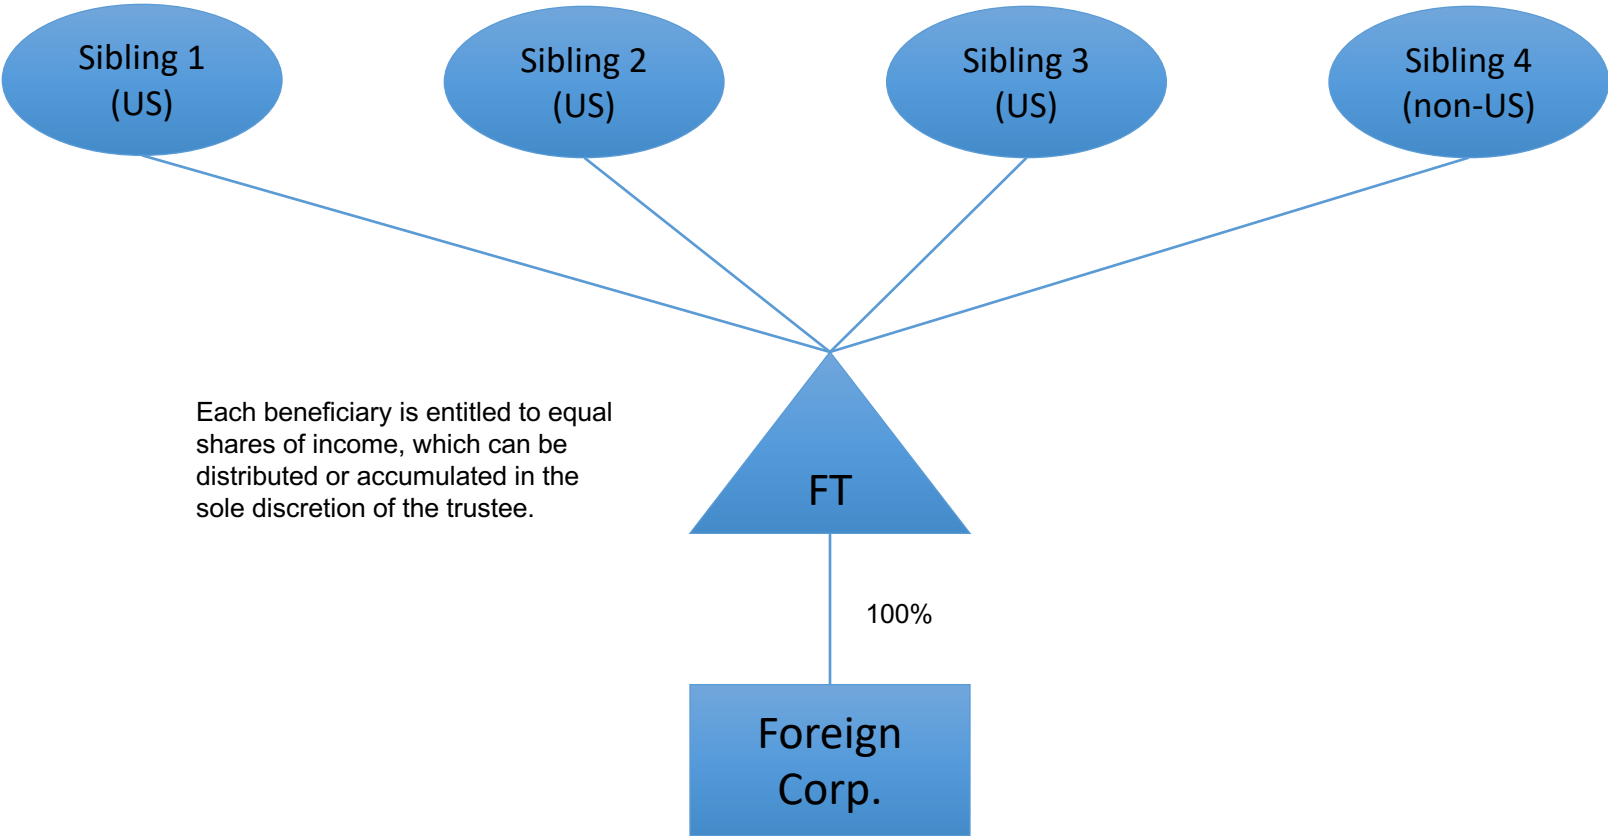 Sibling 1
(US)
Sibling 2
(US)
Sibling 3
(US)
Sibling 4
(non-US)
Each beneficiary is entitled to equal
shares of income, which can be
distributed or accumulated in the
sole discretion of the trustee.
FT
100%
Foreign
Corp.